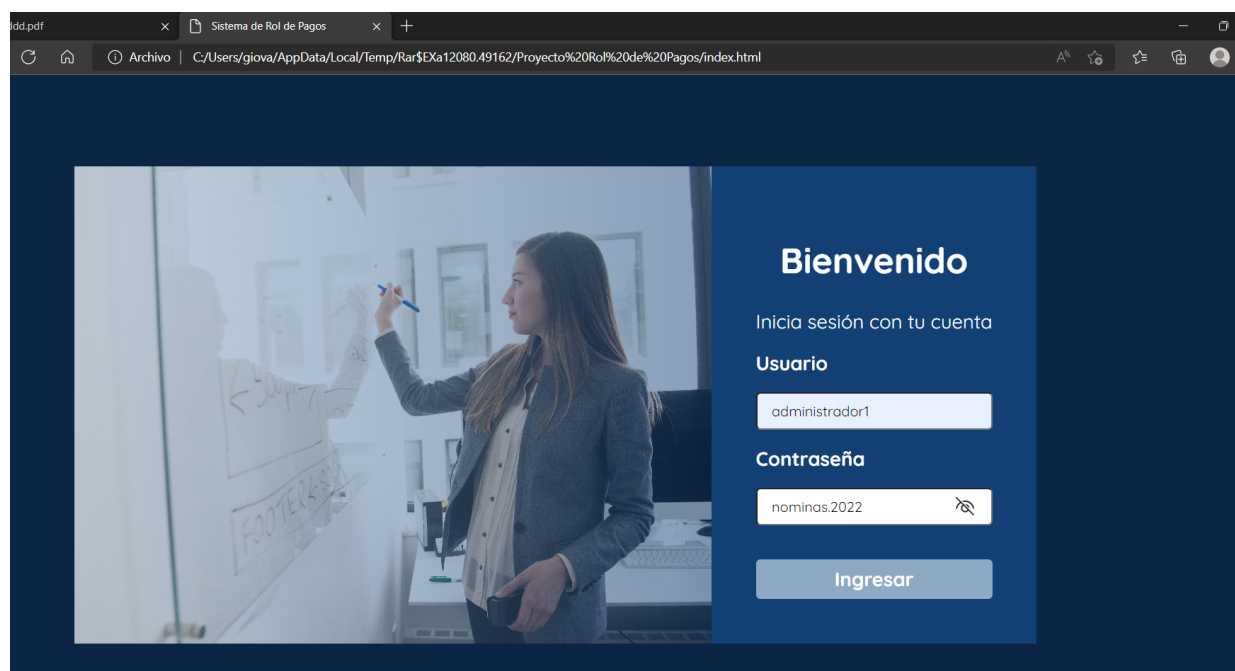 ddd.pdf
Sistema de Rol de Pagos
Archivo C:/Users/giova/AppData/Local/Temp/Rar$EXa12080.49162/Proyecto%20Rol%20de%20Pagos/index.html
Bienvenido
Inicia sesión con tu cuenta
Usuario
administrador1
Contraseña
nominas.2022
Ingresar
FOOTER